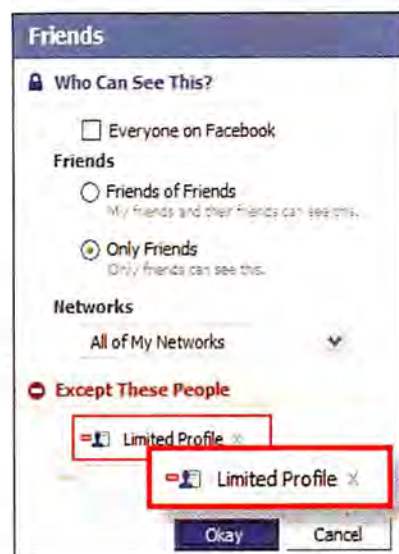 Friends
Who Can See This?
Everyone on Facebook
Friends
Friends of Friends
My friends and their friends can see this.
Only Friends
Only friends can see this.
Networks
All of My Networks
Except These People
Limited Profile x
Limited Profile x
Okay Cancel